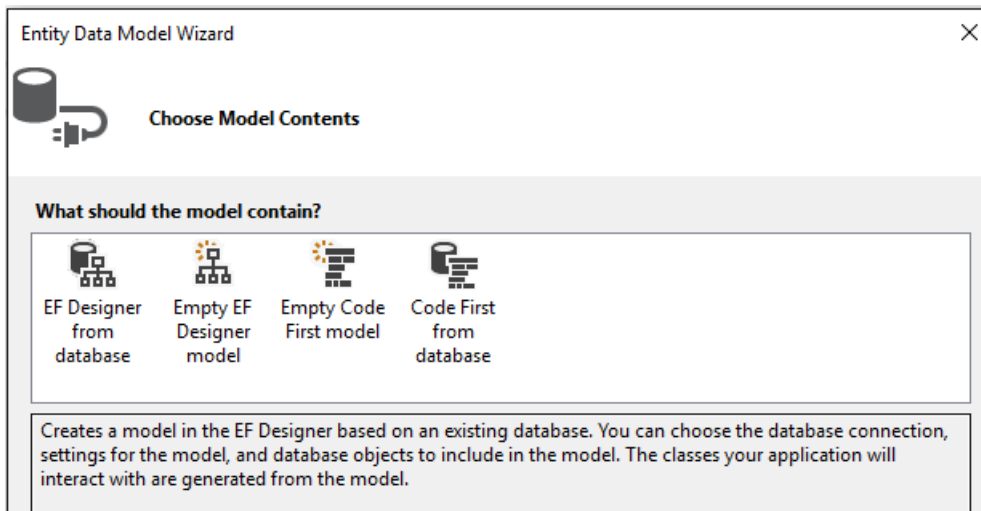 Entity Data Model Wizard
Choose Model Contents
What should the model contain?
EF Designer
from
database
Empty EF
Designer
model
Empty Code
First model
Code First
from
database
Creates a model in the EF Designer based on an existing database. You can choose the database connection,
settings for the model, and database objects to include in the model. The classes your application will
interact with are generated from the model.